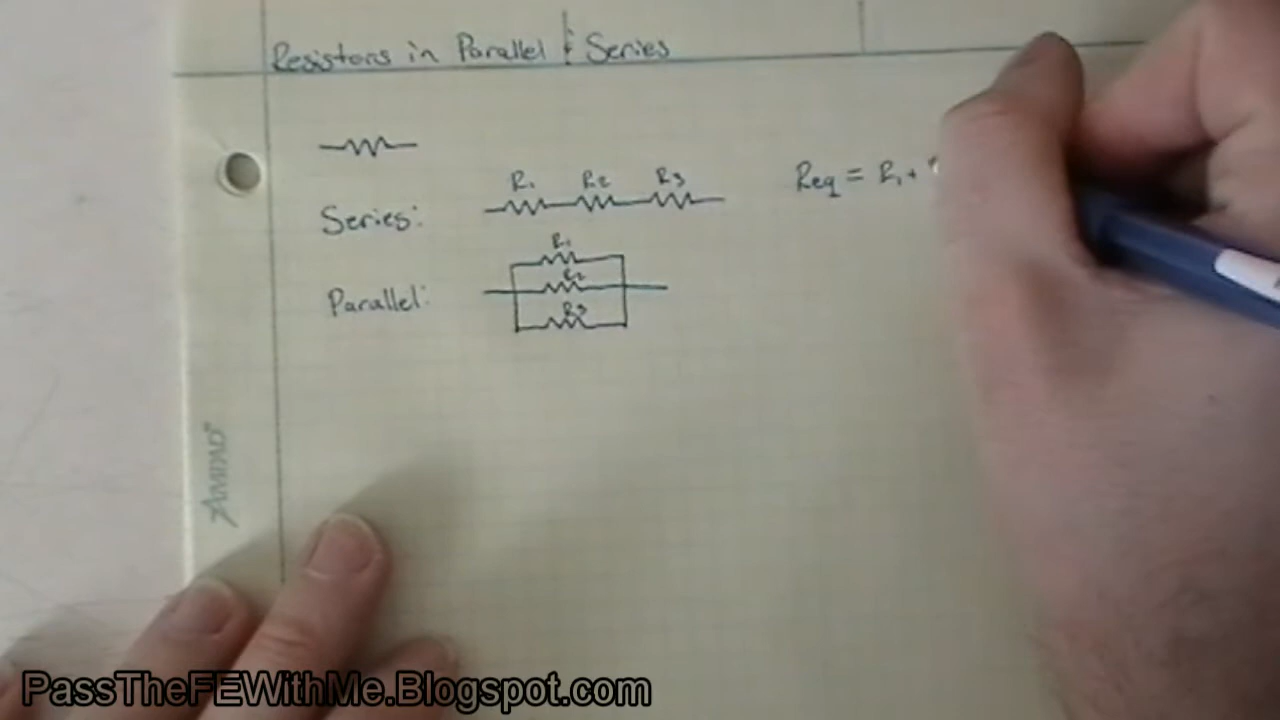 Resistors in Parallel & Series
R1 R2 R3
Req = R1 +
Series:
R1
Parallel:
R2
R3
AMPAD
PassTheFEWithMe.Blogspot.com